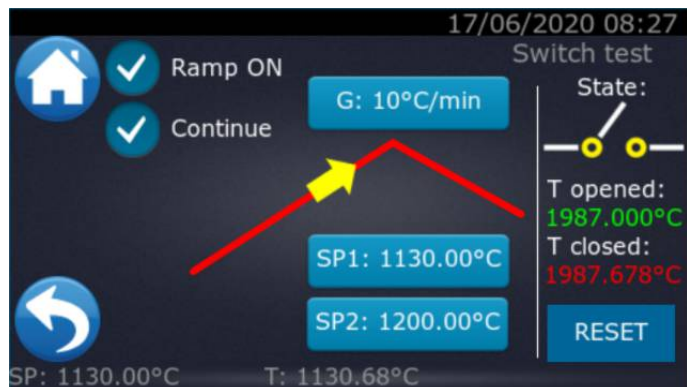 17/06/2020 08:27
Switch test
Ramp ON
Continue
G: 10°C/min
State:
T opened:
1987.000°C
T closed:
1987.678°C
SP1: 1130.00°C
SP2: 1200.00°C
RESET
SP: 1130.00°C T: 1130.68°C